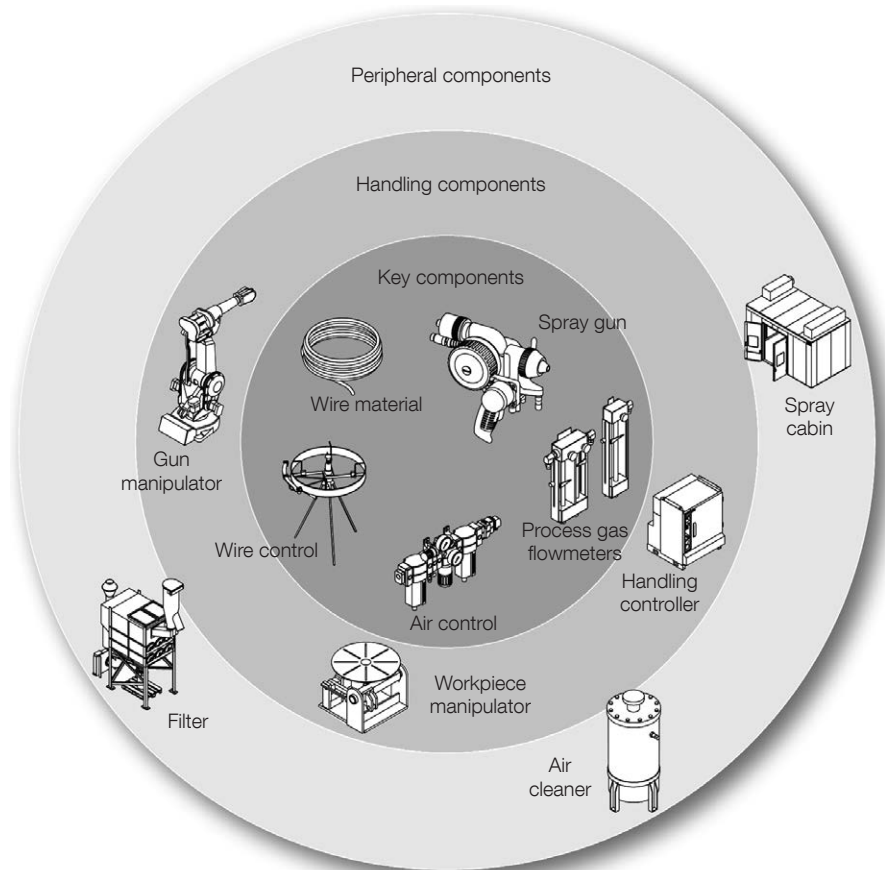 Peripheral components
Handling components
Key components
Spray gun
Wire material
Spray
cabin
Gun
manipulator
Process gas
flowmeters
Wire control
Handling
controller
Air control
Workpiece
manipulator
Filter
Air
cleaner